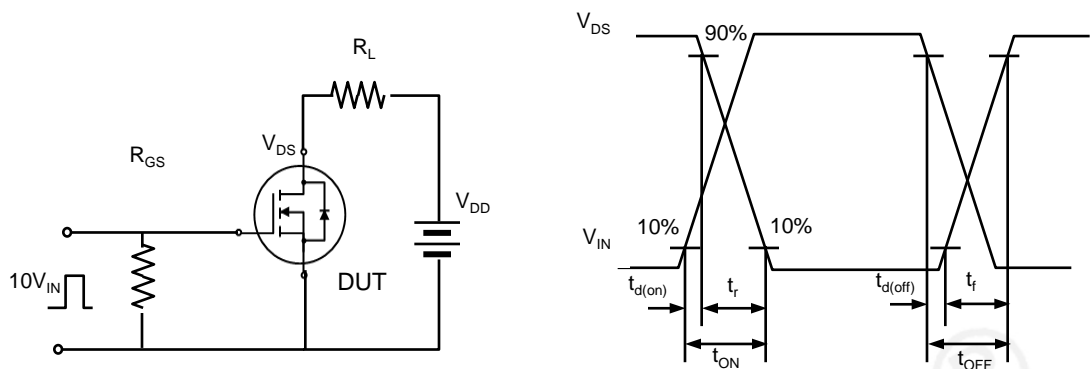 R_L
V_DS
R_GS
V_DD
10V_IN
DUT
V_DS
90%
10%
10%
V_IN
t_d(on)
t_r
t_d(off)
t_f
t_ON
t_OFF